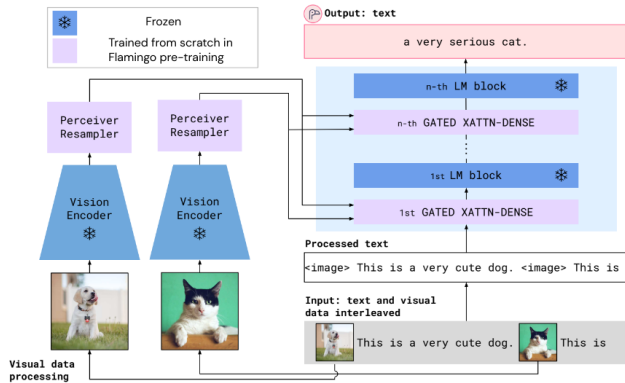 Output: text
a very serious cat.
Frozen
Trained from scratch in
Flamingo pre-training
n-th LM block
n-th GATED XATTN-DENSE
1st LM block
1st GATED XATTN-DENSE
Perceiver
Resampler
Perceiver
Resampler
Vision
Encoder
Vision
Encoder
Processed text
<image> This is a very cute dog. <image> This is
Input: text and visual
data interleaved
This is a very cute dog.
This is
Visual data
processing